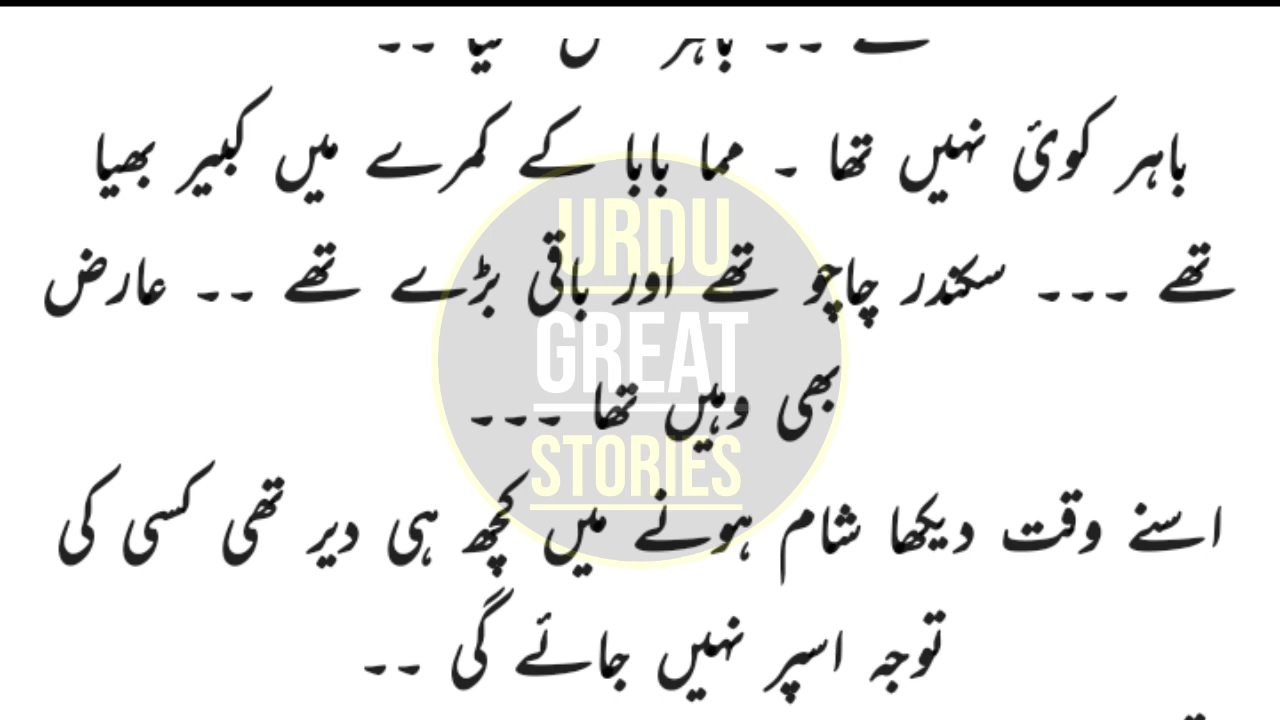 باہر کوئ نہیں تھا ۔ مما بابا کے کمرے میں کبیر بھیا
تھے ۔۔۔ سکندر چاچو تھے اور باقی بڑے تھے ۔۔ عارض
بھی وہیں تھا ۔۔۔
اسنے وقت دیکھا شام ہونے میں کچھ ہی دیر تھی کسی کی
توجہ اسپر نہیں جائے گی ۔۔
URDU
GREAT
STORIES